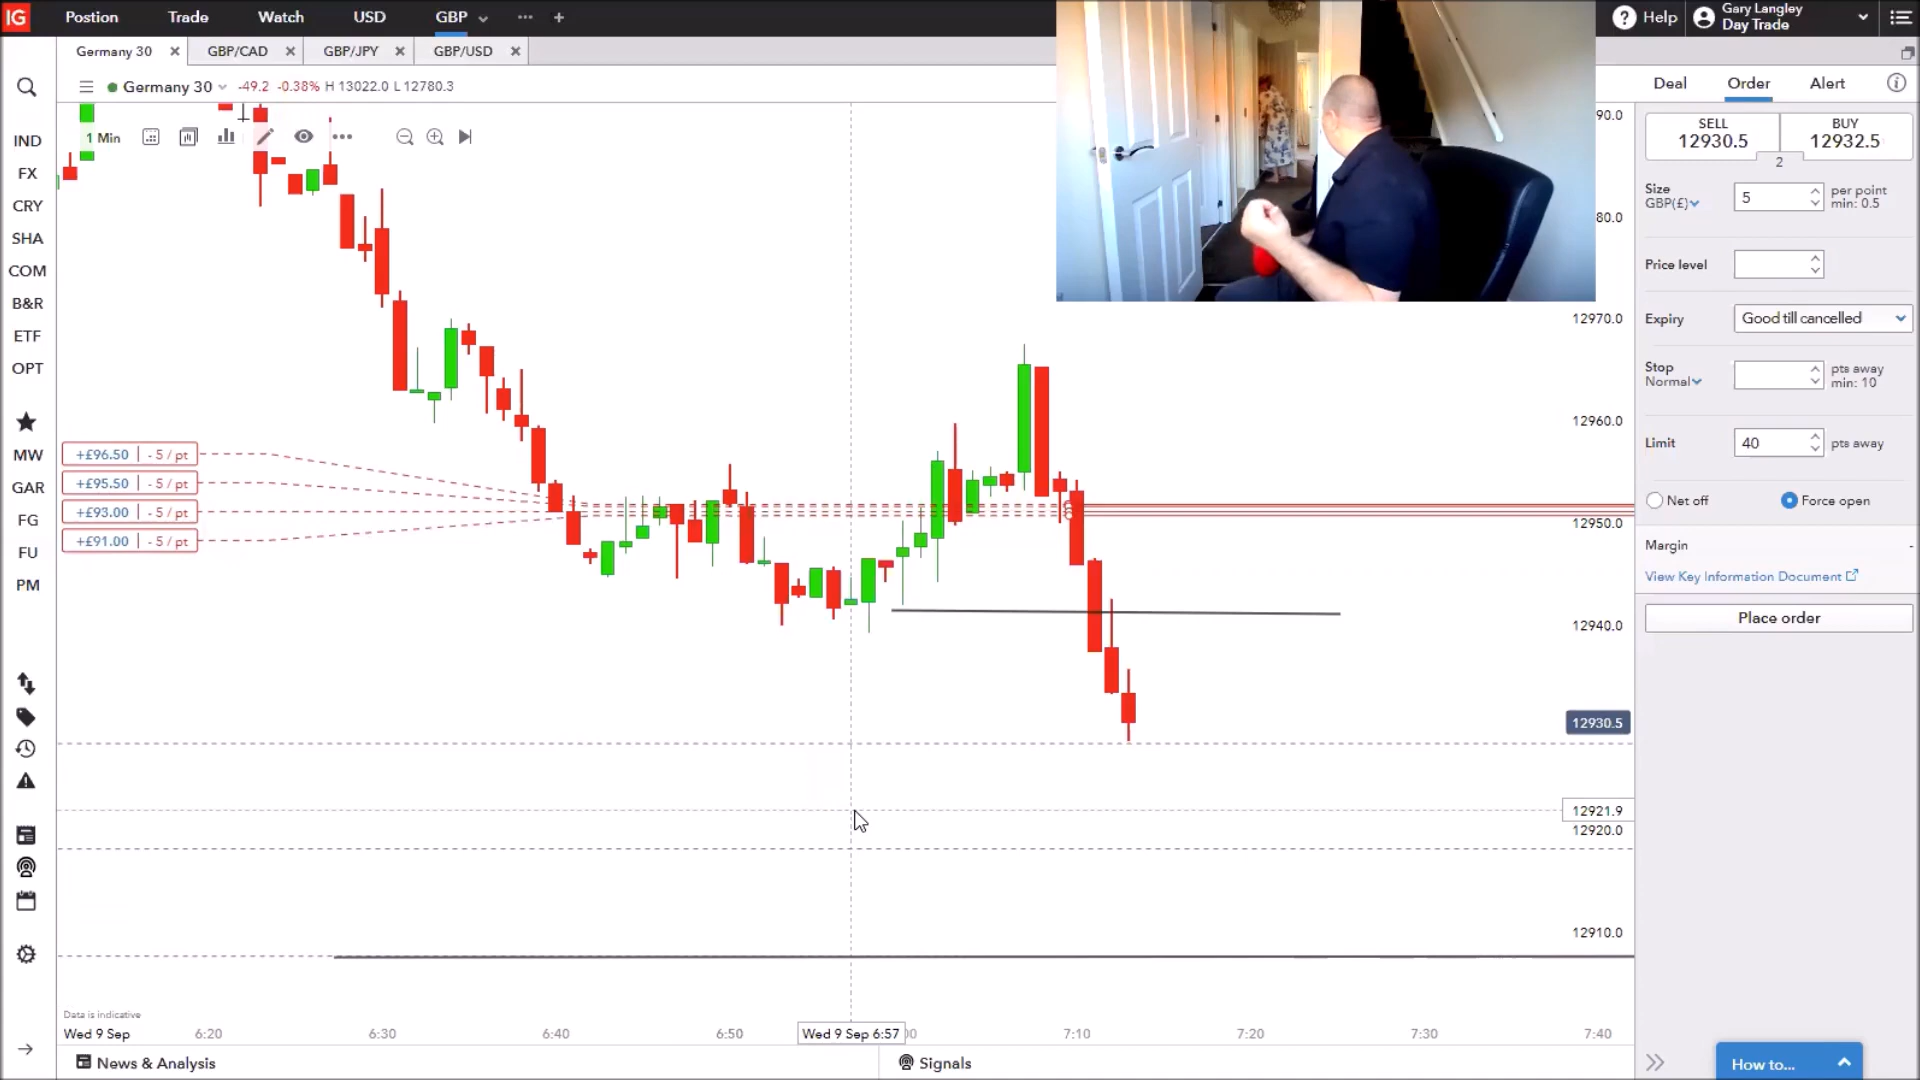 IG Postion Trade Watch USD GBP ... +
Help Gary Langley
Day Trade
Germany 30 × GBP/CAD × GBP/JPY × GBP/USD ×
Germany 30 -49.2 -0.38% H 13022.0 L 12780.3
1 Min
IND
FX
CRY
SHA
COM
B&R
ETF
OPT
MW
GAR
FG
FU
PM
+£96.50 | - 5 / pt
+£95.50 | - 5 / pt
+£93.00 | - 5 / pt
+£91.00 | - 5 / pt
90.0
80.0
12970.0
12960.0
12950.0
12940.0
12930.5
12921.9
12920.0
12910.0
Data is indicative
Wed 9 Sep 6:20 6:30 6:40 6:50 Wed 9 Sep 6:57 00 7:10 7:20 7:30 7:40
News & Analysis Signals
Deal Order Alert
SELL
12930.5
BUY
12932.5
2
Size
GBP(£)
5
per point
min: 0.5
Price level
Expiry Good till cancelled
Stop
Normal
pts away
min: 10
Limit 40 pts away
Net off Force open
Margin -
View Key Information Document
Place order
How to...